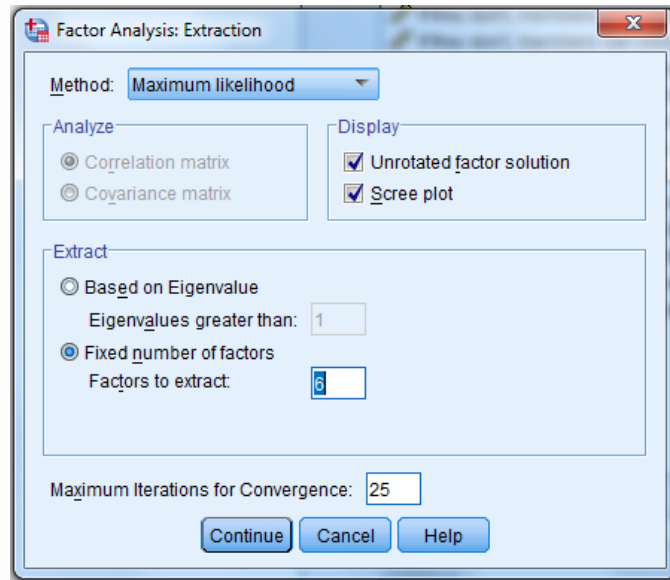 Factor Analysis: Extraction
Method: Maximum likelihood
Analyze
Correlation matrix
Covariance matrix
Display
Unrotated factor solution
Scree plot
Extract
Based on Eigenvalue
Eigenvalues greater than: 1
Fixed number of factors
Factors to extract: 6
Maximum Iterations for Convergence: 25
Continue Cancel Help